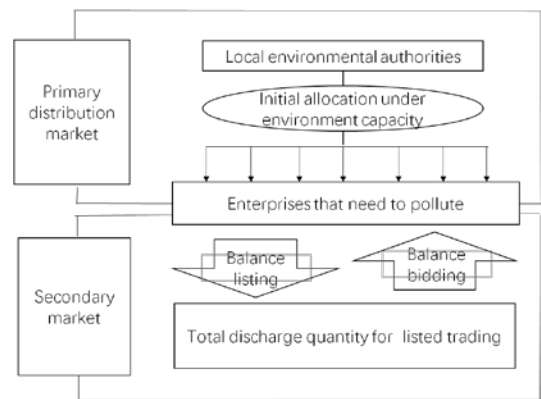 Local environmental authorities
Primary
distribution
market
Initial allocation under
environment capacity
Enterprises that need to pollute
Balance
listing
Balance
bidding
Secondary
market
Total discharge quantity for listed trading